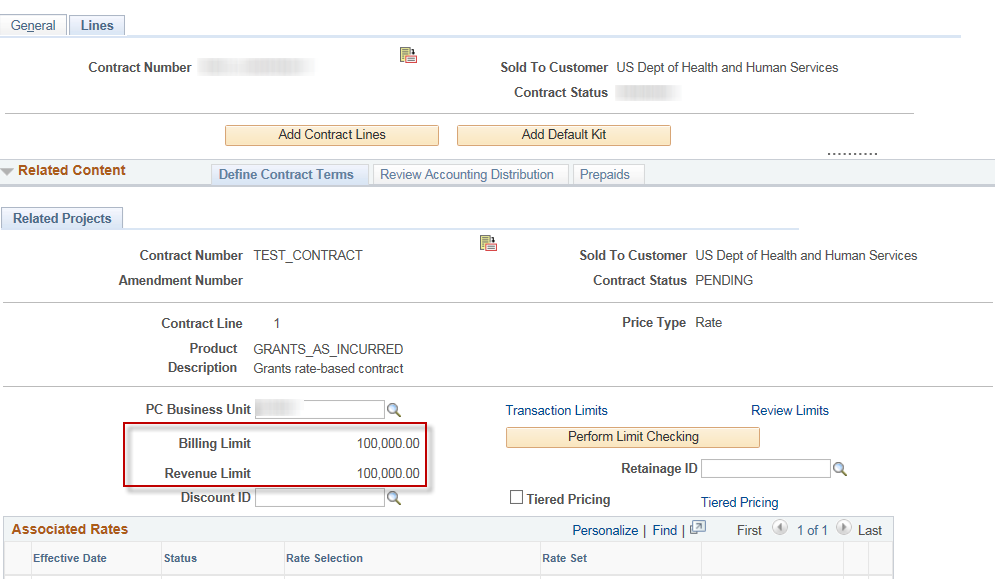 General Lines
Contract Number Sold To Customer US Dept of Health and Human Services
Contract Status
Add Contract Lines Add Default Kit
Related Content Define Contract Terms Review Accounting Distribution Prepaids
Related Projects
Contract Number TEST_CONTRACT Sold To Customer US Dept of Health and Human Services
Amendment Number Contract Status PENDING
Contract Line 1 Price Type Rate
Product GRANTS_AS_INCURRED
Description Grants rate-based contract
PC Business Unit Transaction Limits Review Limits
Billing Limit 100,000.00 Perform Limit Checking
Revenue Limit 100,000.00 Retainage ID
Discount ID Tiered Pricing Tiered Pricing
Associated Rates Personalize | Find | First 1 of 1 Last
Effective Date Status Rate Selection Rate Set